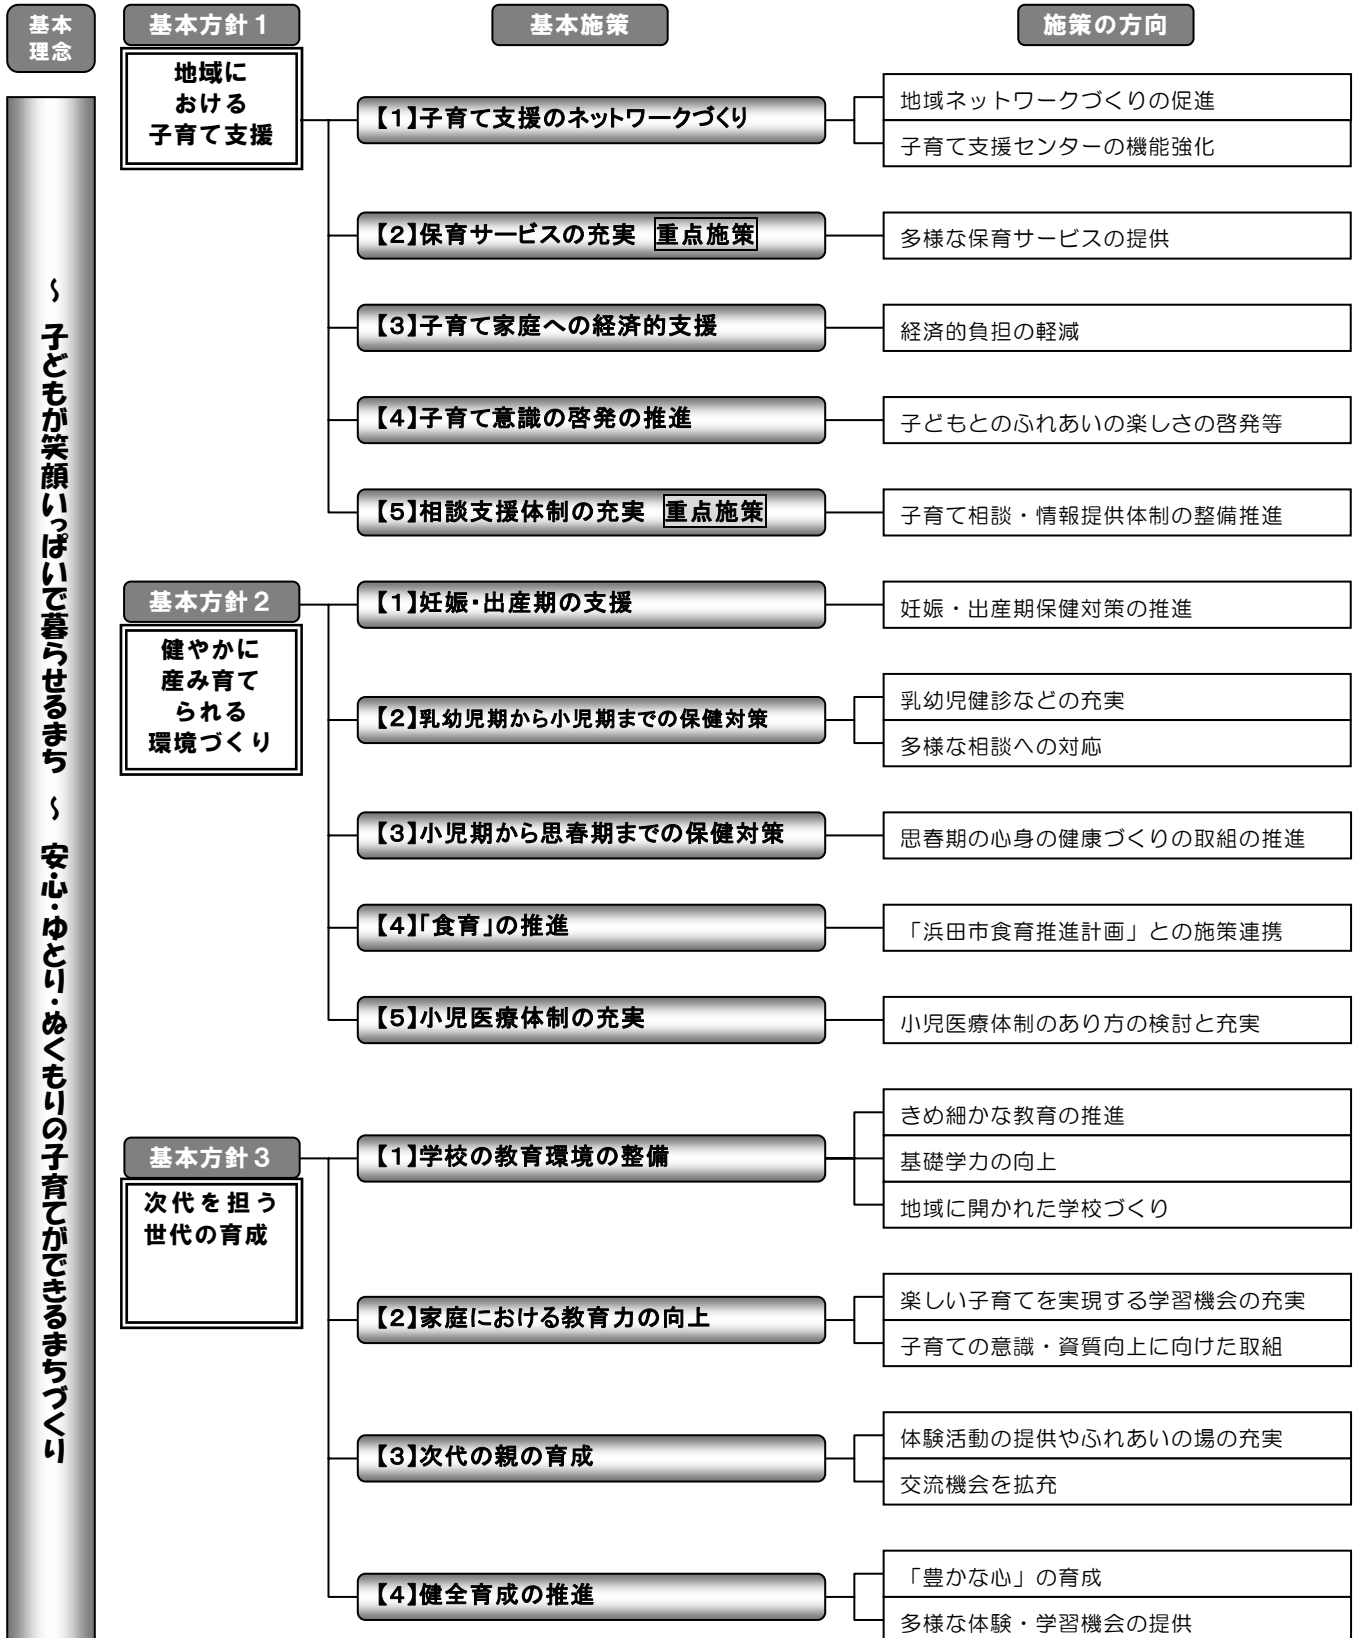 基本
理念
基本方針1
基本施策
施策の方向
～ 子どもが笑顔いっぱいで暮らせるまち ～ 安心・ゆとり・ぬくもりの子育てができるまちづくり
地域に
おける
子育て支援
【1】子育て支援のネットワークづくり
地域ネットワークづくりの促進
子育て支援センターの機能強化
【2】保育サービスの充実 重点施策
多様な保育サービスの提供
【3】子育て家庭への経済的支援
経済的負担の軽減
【4】子育て意識の啓発の推進
子どもとのふれあいの楽しさの啓発等
【5】相談支援体制の充実 重点施策
子育て相談・情報提供体制の整備推進
基本方針2
健やかに
産み育て
られる
環境づくり
【1】妊娠・出産期の支援
妊娠・出産期保健対策の推進
【2】乳幼児期から小児期までの保健対策
乳幼児健診などの充実
多様な相談への対応
【3】小児期から思春期までの保健対策
思春期の心身の健康づくりの取組の推進
【4】「食育」の推進
「浜田市食育推進計画」との施策連携
【5】小児医療体制の充実
小児医療体制のあり方の検討と充実
基本方針3
次代を担う
世代の育成
【1】学校の教育環境の整備
きめ細かな教育の推進
基礎学力の向上
地域に開かれた学校づくり
【2】家庭における教育力の向上
楽しい子育てを実現する学習機会の充実
子育ての意識・資質向上に向けた取組
【3】次代の親の育成
体験活動の提供やふれあいの場の充実
交流機会を拡充
【4】健全育成の推進
「豊かな心」の育成
多様な体験・学習機会の提供